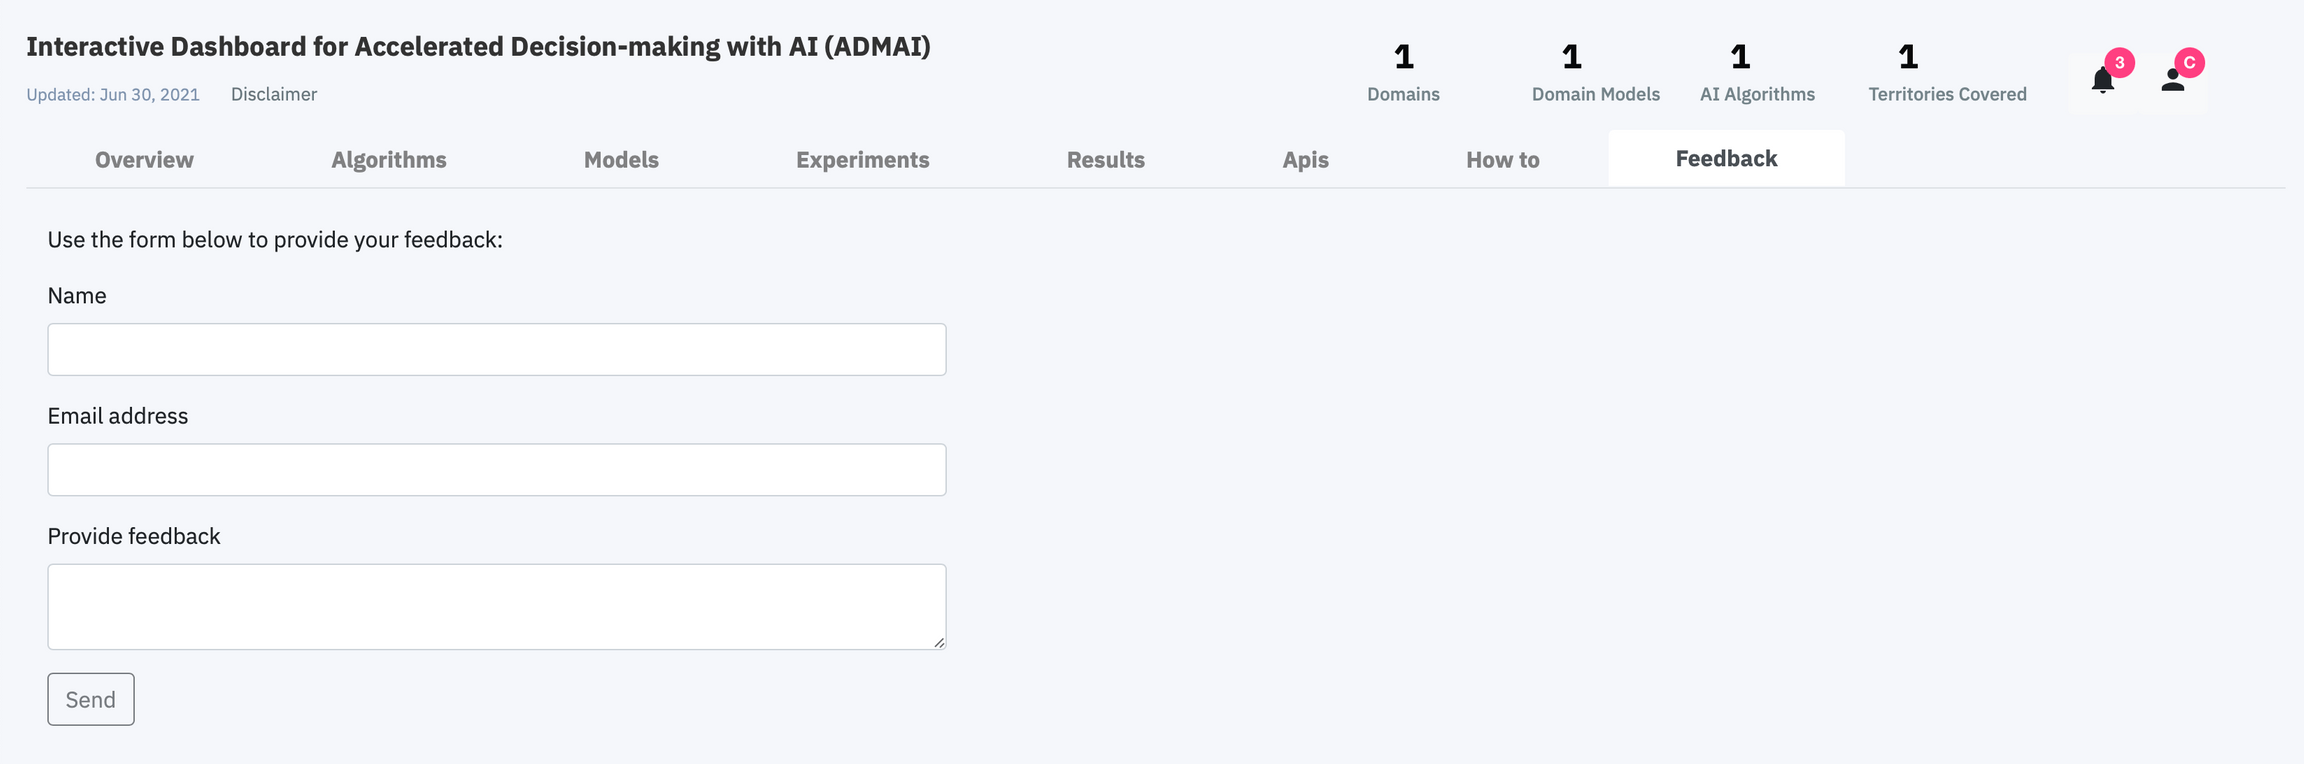 Interactive Dashboard for Accelerated Decision-making with AI (ADMAI)
Updated: Jun 30, 2021 Disclaimer
1 1 1 1
Domains Domain Models AI Algorithms Territories Covered
3 C
Overview Algorithms Models Experiments Results Apis How to Feedback
Use the form below to provide your feedback:
Name
Email address
Provide feedback
Send